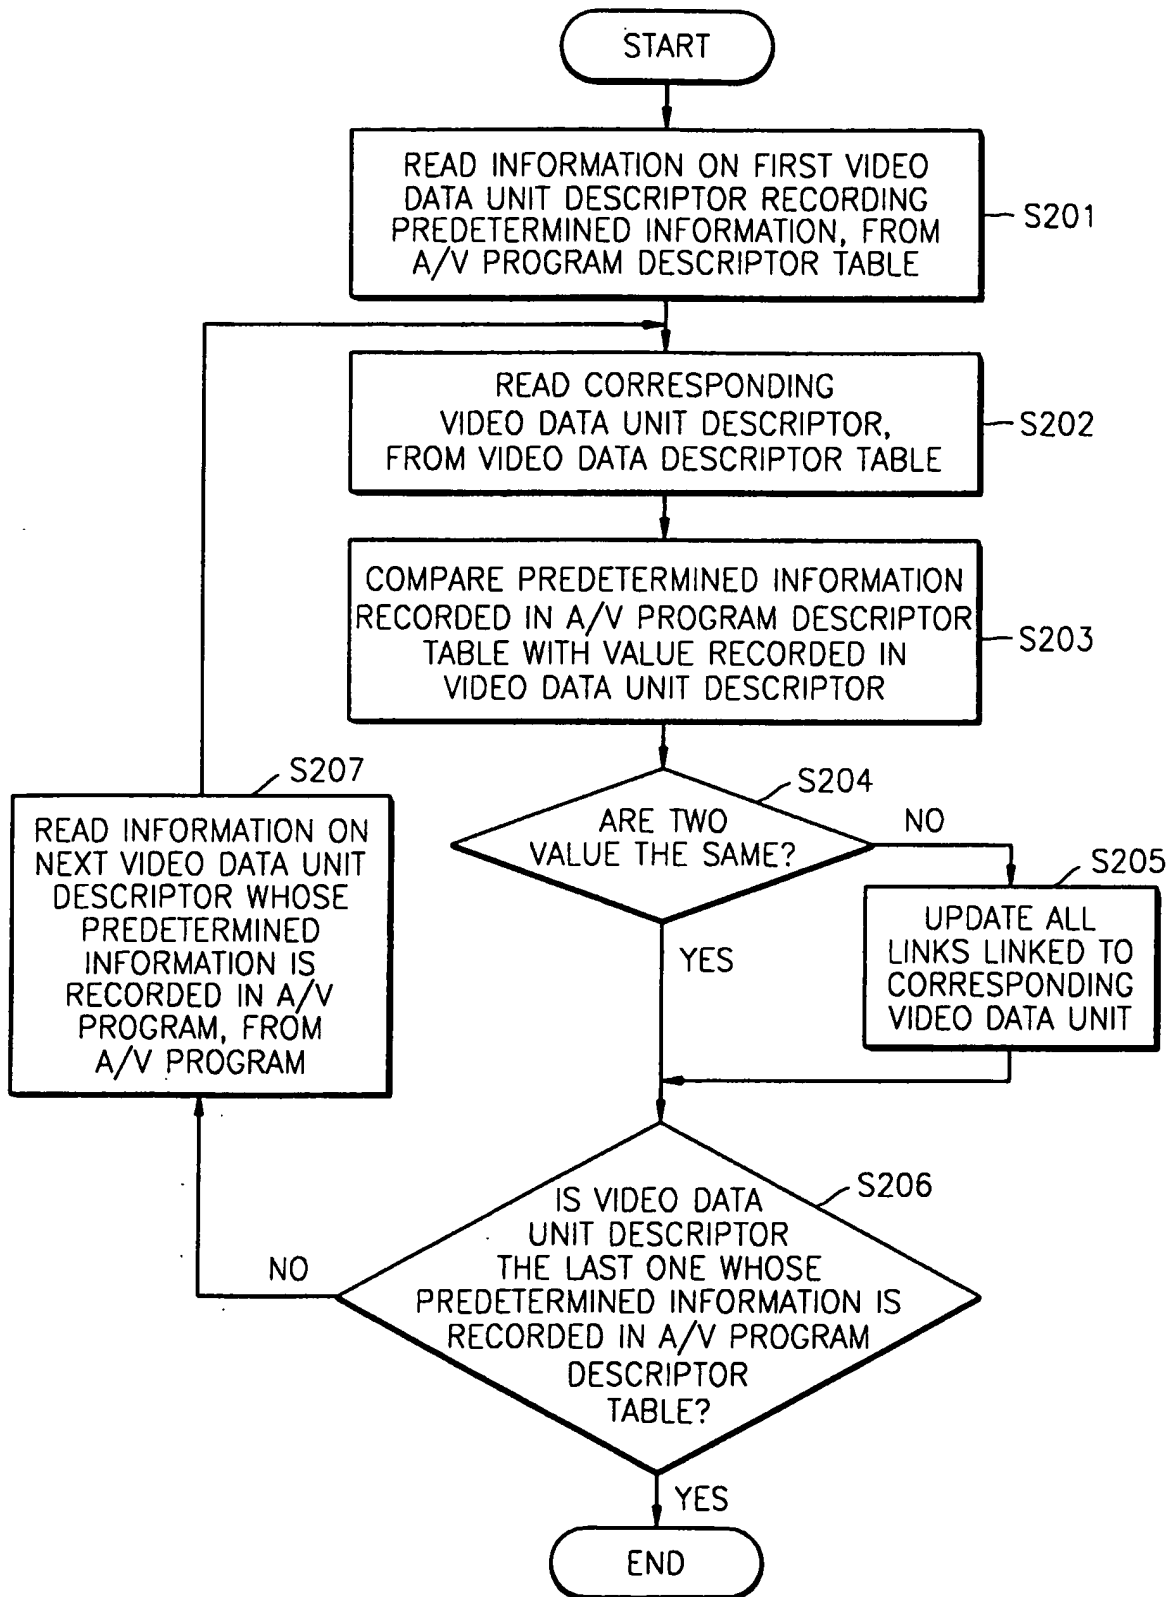 START
READ INFORMATION ON FIRST VIDEO
DATA UNIT DESCRIPTOR RECORDING
PREDETERMINED INFORMATION, FROM
A/V PROGRAM DESCRIPTOR TABLE
S201
READ CORRESPONDING
VIDEO DATA UNIT DESCRIPTOR,
FROM VIDEO DATA DESCRIPTOR TABLE
S202
COMPARE PREDETERMINED INFORMATION
RECORDED IN A/V PROGRAM DESCRIPTOR
TABLE WITH VALUE RECORDED IN
VIDEO DATA UNIT DESCRIPTOR
S203
S204
ARE TWO
VALUE THE SAME?
NO
YES
S205
UPDATE ALL
LINKS LINKED TO
CORRESPONDING
VIDEO DATA UNIT
S206
IS VIDEO DATA
UNIT DESCRIPTOR
THE LAST ONE WHOSE
PREDETERMINED INFORMATION IS
RECORDED IN A/V PROGRAM
DESCRIPTOR
TABLE?
NO
S207
READ INFORMATION ON
NEXT VIDEO DATA UNIT
DESCRIPTOR WHOSE
PREDETERMINED
INFORMATION IS
RECORDED IN A/V
PROGRAM, FROM
A/V PROGRAM
YES
END